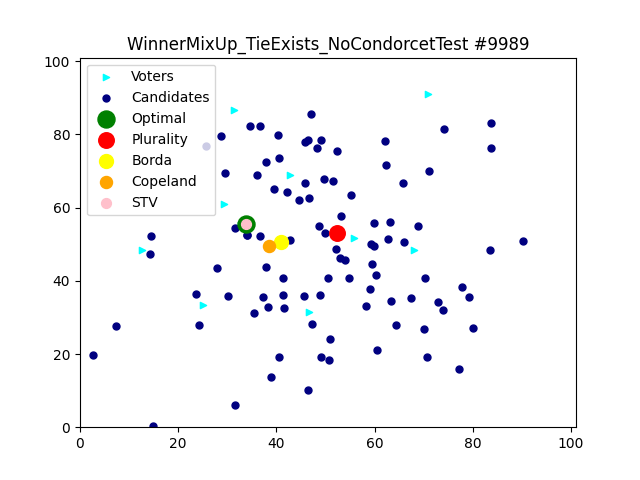 WinnerMixUp_TieExists_NoCondorcetTest #9989
100
80
60
40
20
0
Voters
Candidates
Optimal
Plurality
Borda
Copeland
STV
0 20 40 60 80 100